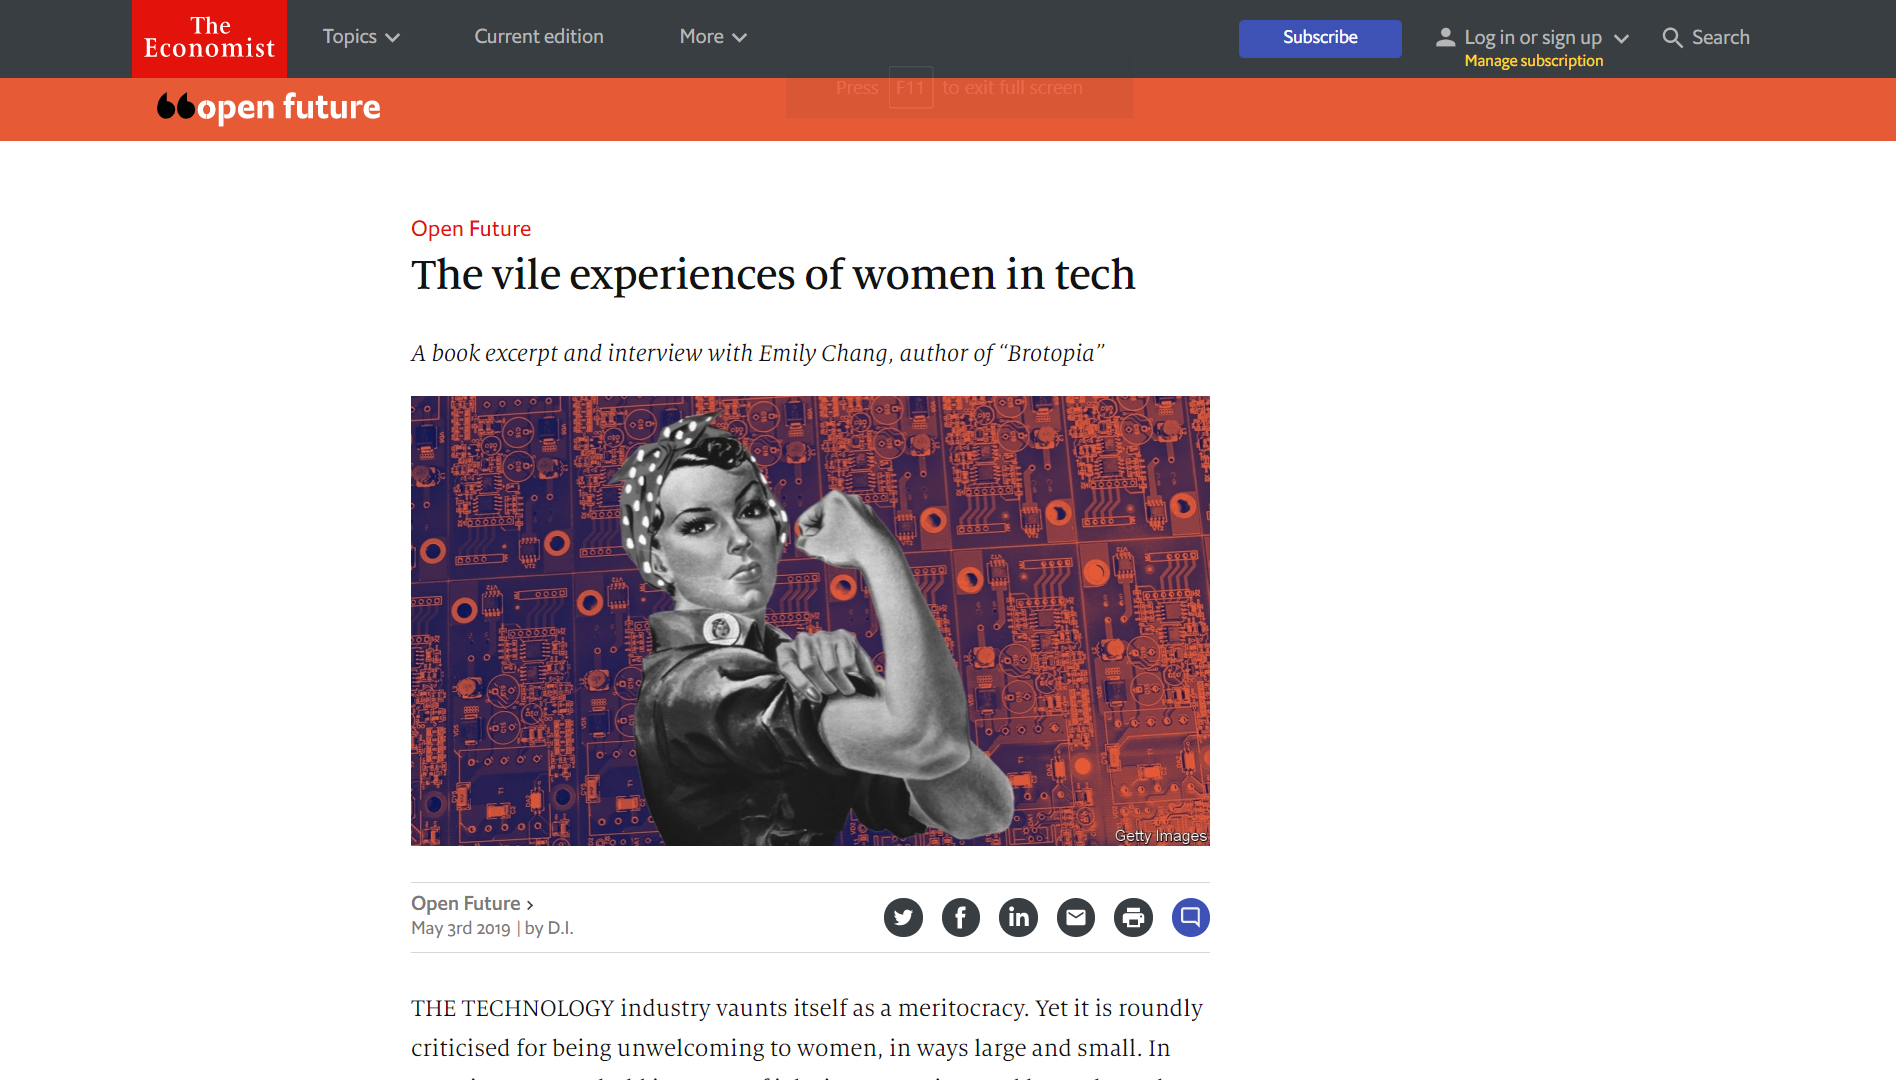 The
Economist
Topics
Current edition
More
Subscribe
Log in or sign up
Manage subscription
Search
Press F11 to exit full screen
open future
Open Future
The vile experiences of women in tech
A book excerpt and interview with Emily Chang, author of “Brotopia”
Getty Images
Open Future ›
May 3rd 2019 | by D.I.
THE TECHNOLOGY industry vaunts itself as a meritocracy. Yet it is roundly
criticised for being unwelcoming to women, in ways large and small. In